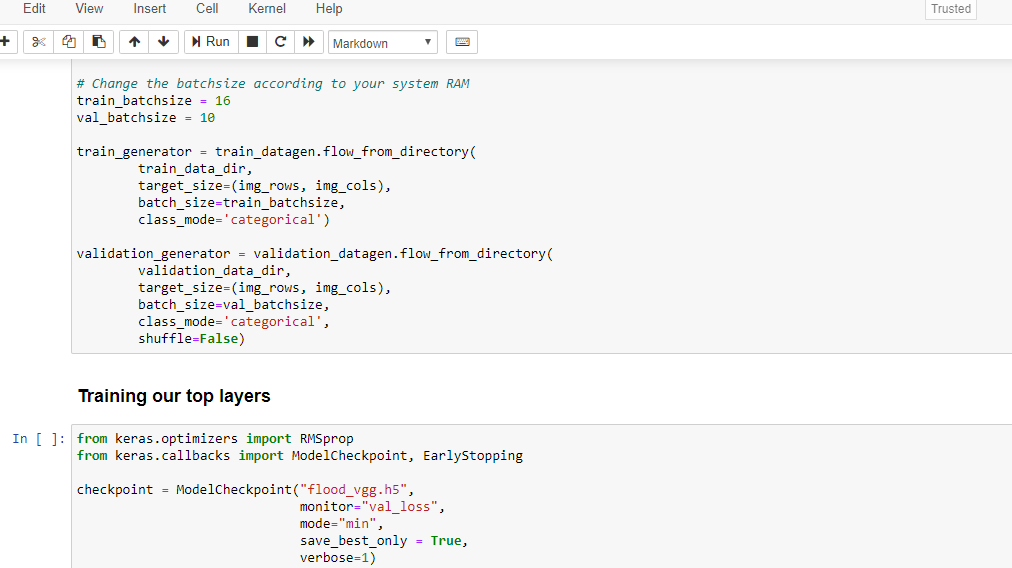 Edit View Insert Cell Kernel Help Trusted
Run Markdown
# Change the batchsize according to your system RAM
train_batchsize = 16
val_batchsize = 10
train_generator = train_datagen.flow_from_directory(
        train_data_dir,
        target_size=(img_rows, img_cols),
        batch_size=train_batchsize,
        class_mode='categorical')
validation_generator = validation_datagen.flow_from_directory(
        validation_data_dir,
        target_size=(img_rows, img_cols),
        batch_size=val_batchsize,
        class_mode='categorical',
        shuffle=False)
Training our top layers
In [ ]: from keras.optimizers import RMSprop
from keras.callbacks import ModelCheckpoint, EarlyStopping
checkpoint = ModelCheckpoint("flood_vgg.h5",
                             monitor="val_loss",
                             mode="min",
                             save_best_only = True,
                             verbose=1)